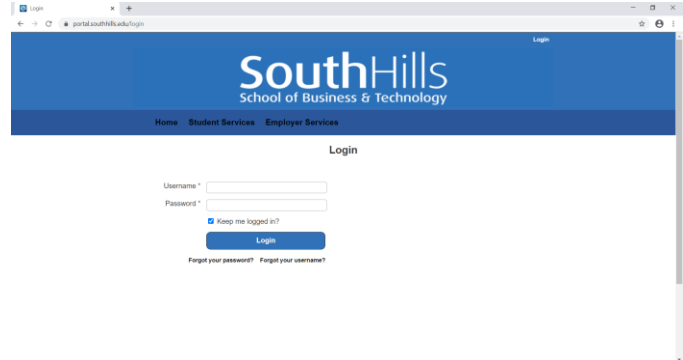 Login
portal.southhills.edu/login
Login
SouthHills
School of Business & Technology
Home Student Services Employer Services
Login
Username *
Password *
Keep me logged in?
Login
Forgot your password? Forgot your username?